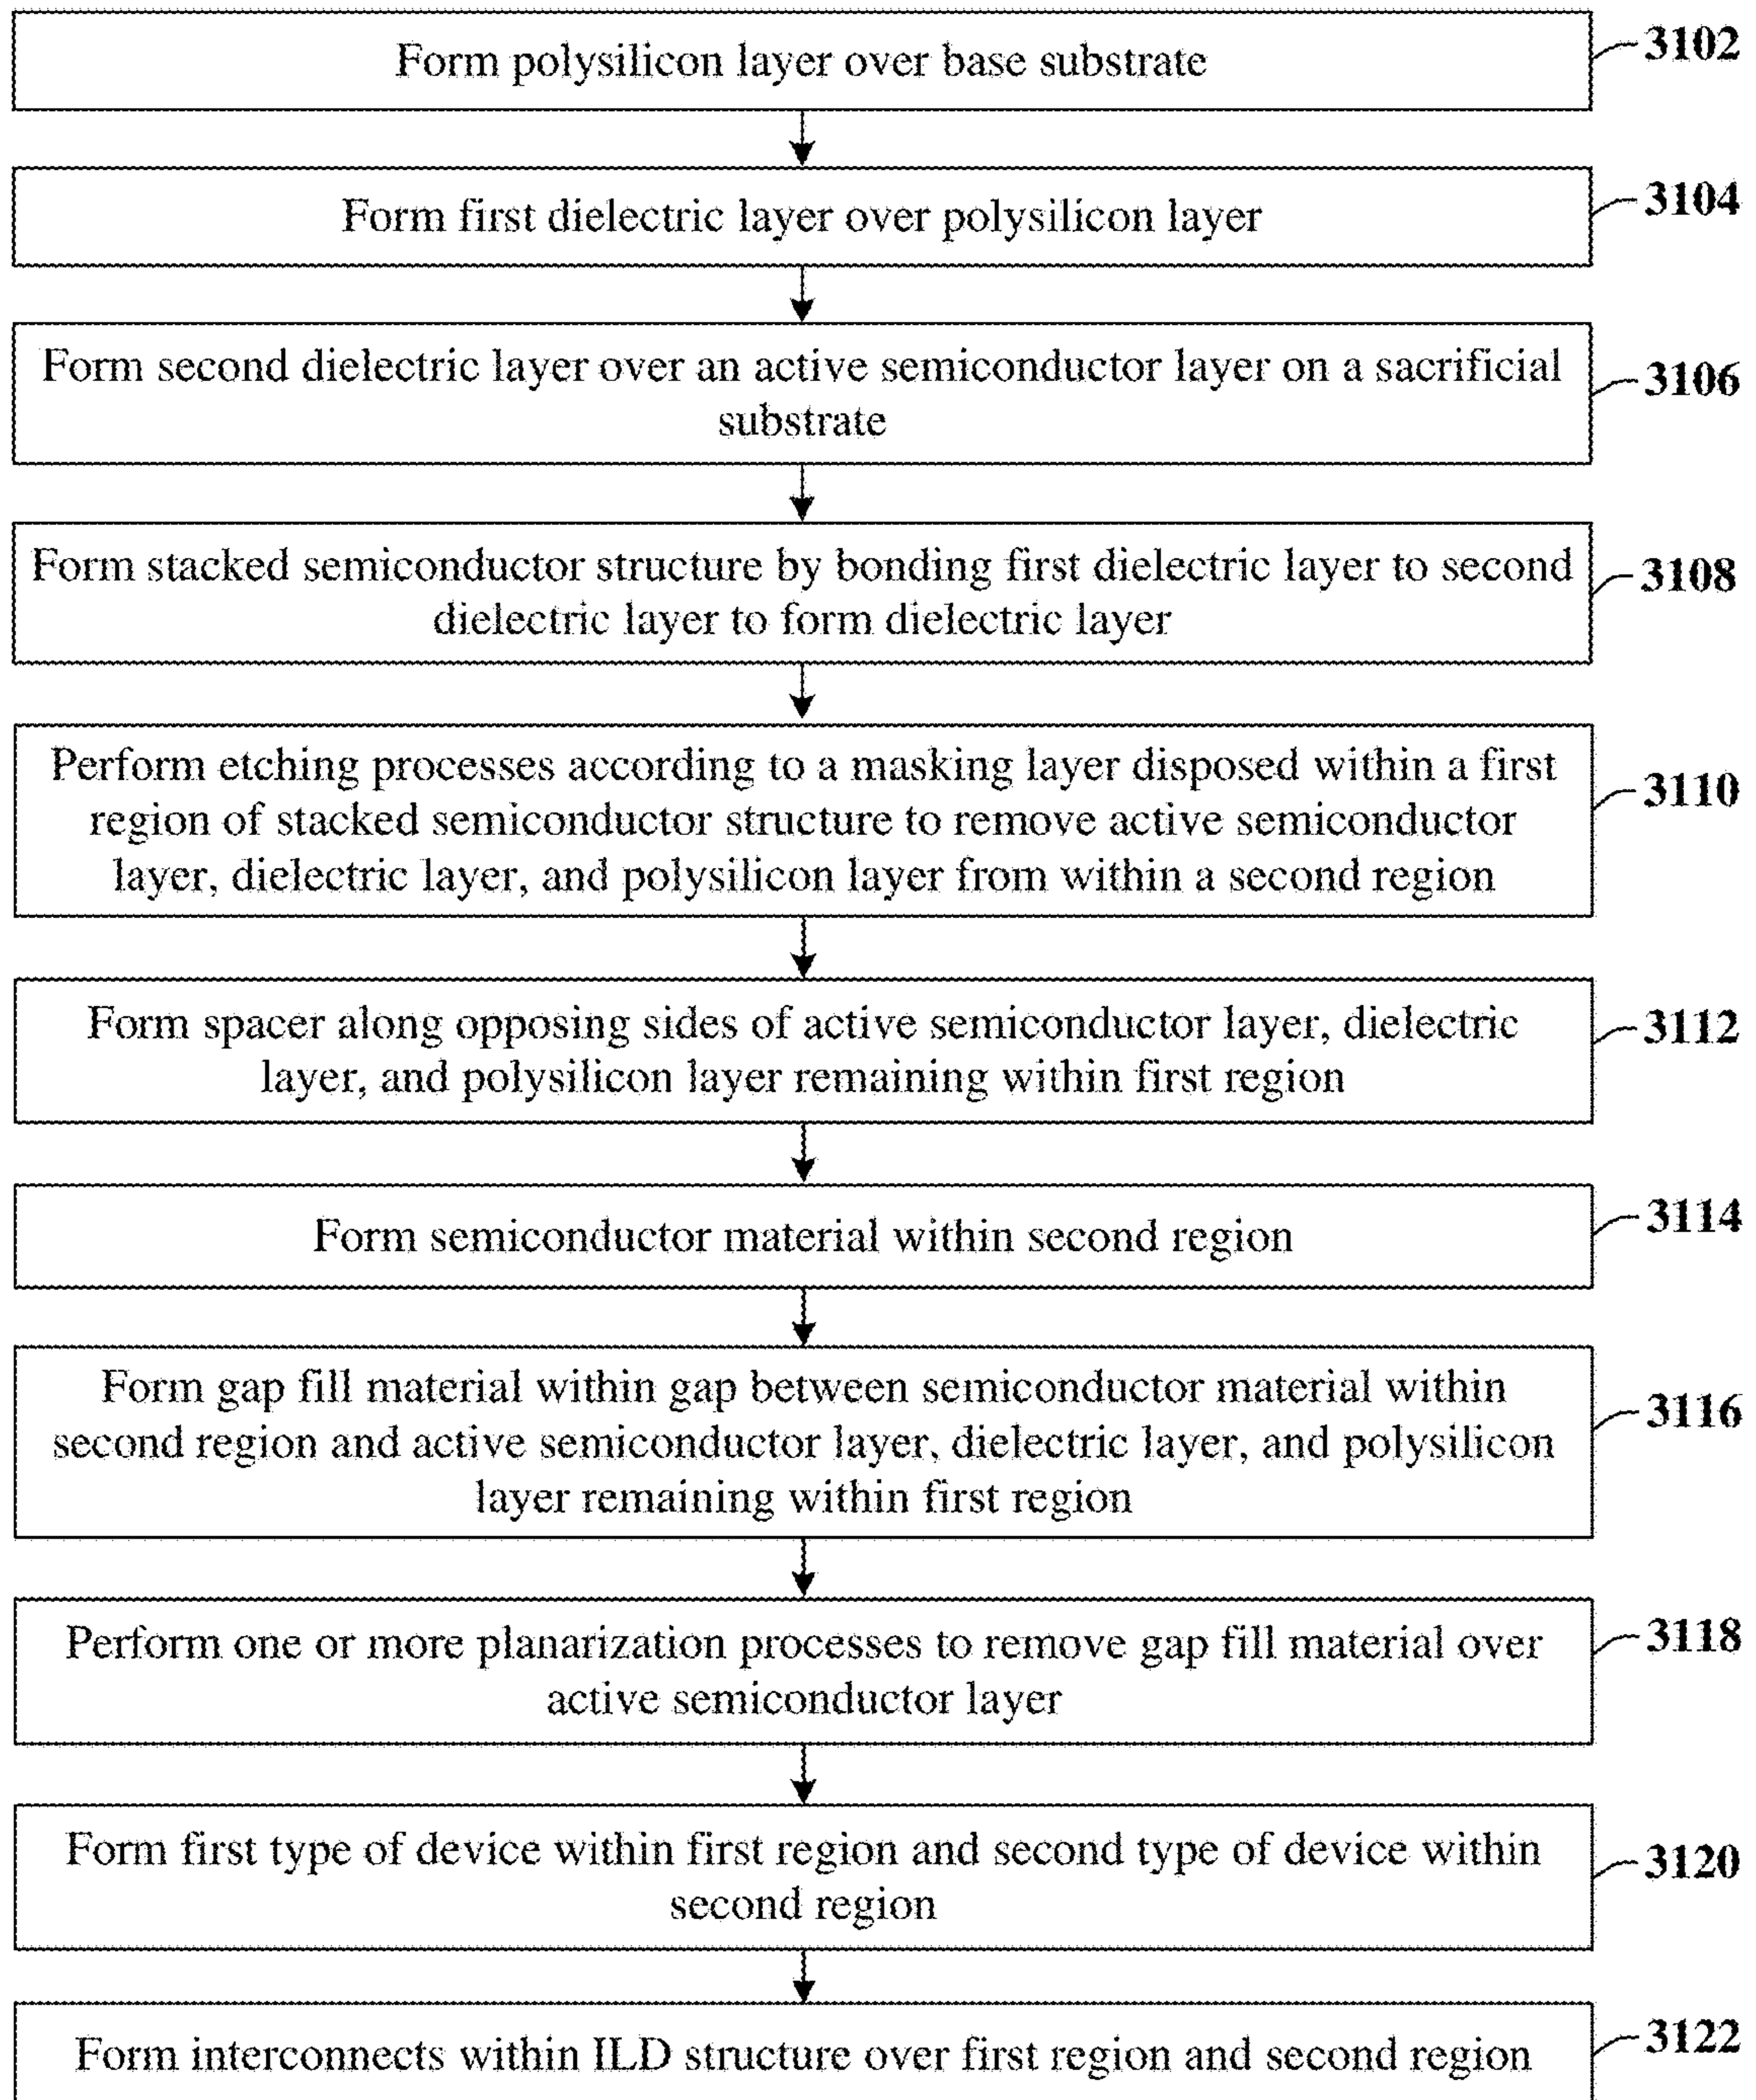 Form polysilicon layer over base substrate
3102
Form first dielectric layer over polysilicon layer
3104
Form second dielectric layer over an active semiconductor layer on a sacrificial
substrate
3106
Form stacked semiconductor structure by bonding first dielectric layer to second
dielectric layer to form dielectric layer
3108
Perform etching processes according to a masking layer disposed within a first
region of stacked semiconductor structure to remove active semiconductor
layer, dielectric layer, and polysilicon layer from within a second region
3110
Form spacer along opposing sides of active semiconductor layer, dielectric
layer, and polysilicon layer remaining within first region
3112
Form semiconductor material within second region
3114
Form gap fill material within gap between semiconductor material within
second region and active semiconductor layer, dielectric layer, and polysilicon
layer remaining within first region
3116
Perform one or more planarization processes to remove gap fill material over
active semiconductor layer
3118
Form first type of device within first region and second type of device within
second region
3120
Form interconnects within ILD structure over first region and second region
3122